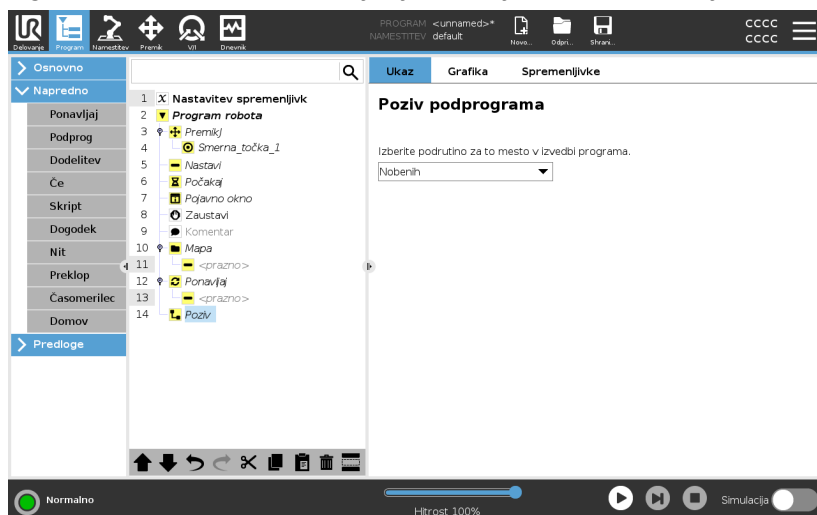 UR
Delovanje
Program
Namestitev
Premik
V/I
Dnevnik
PROGRAM <unnamed>*
NAMESTITEV default
Novo...
Odpri...
Shrani...
cccc
cccc
Osnovno
Napredno
Ponavljaj
Podprog
Dodelitev
Če
Skript
Dogodek
Nit
Preklop
Časomerilec
Domov
Predloge
1 X Nastavitev spremenljivk
2 Program robota
3 PremikJ
4 Smerna_točka_1
5 Nastavi
6 Počakaj
7 Pojavno okno
8 Zaustavi
9 Komentar
10 Mapa
11 <prazno>
12 Ponavljaj
13 <prazno>
14 Poziv
Ukaz
Grafika
Spremenljivke
Poziv podprograma
Izberite podrutino za to mesto v izvedbi programa.
Nobenih
Normalno
Hitrost 100%
Simulacija